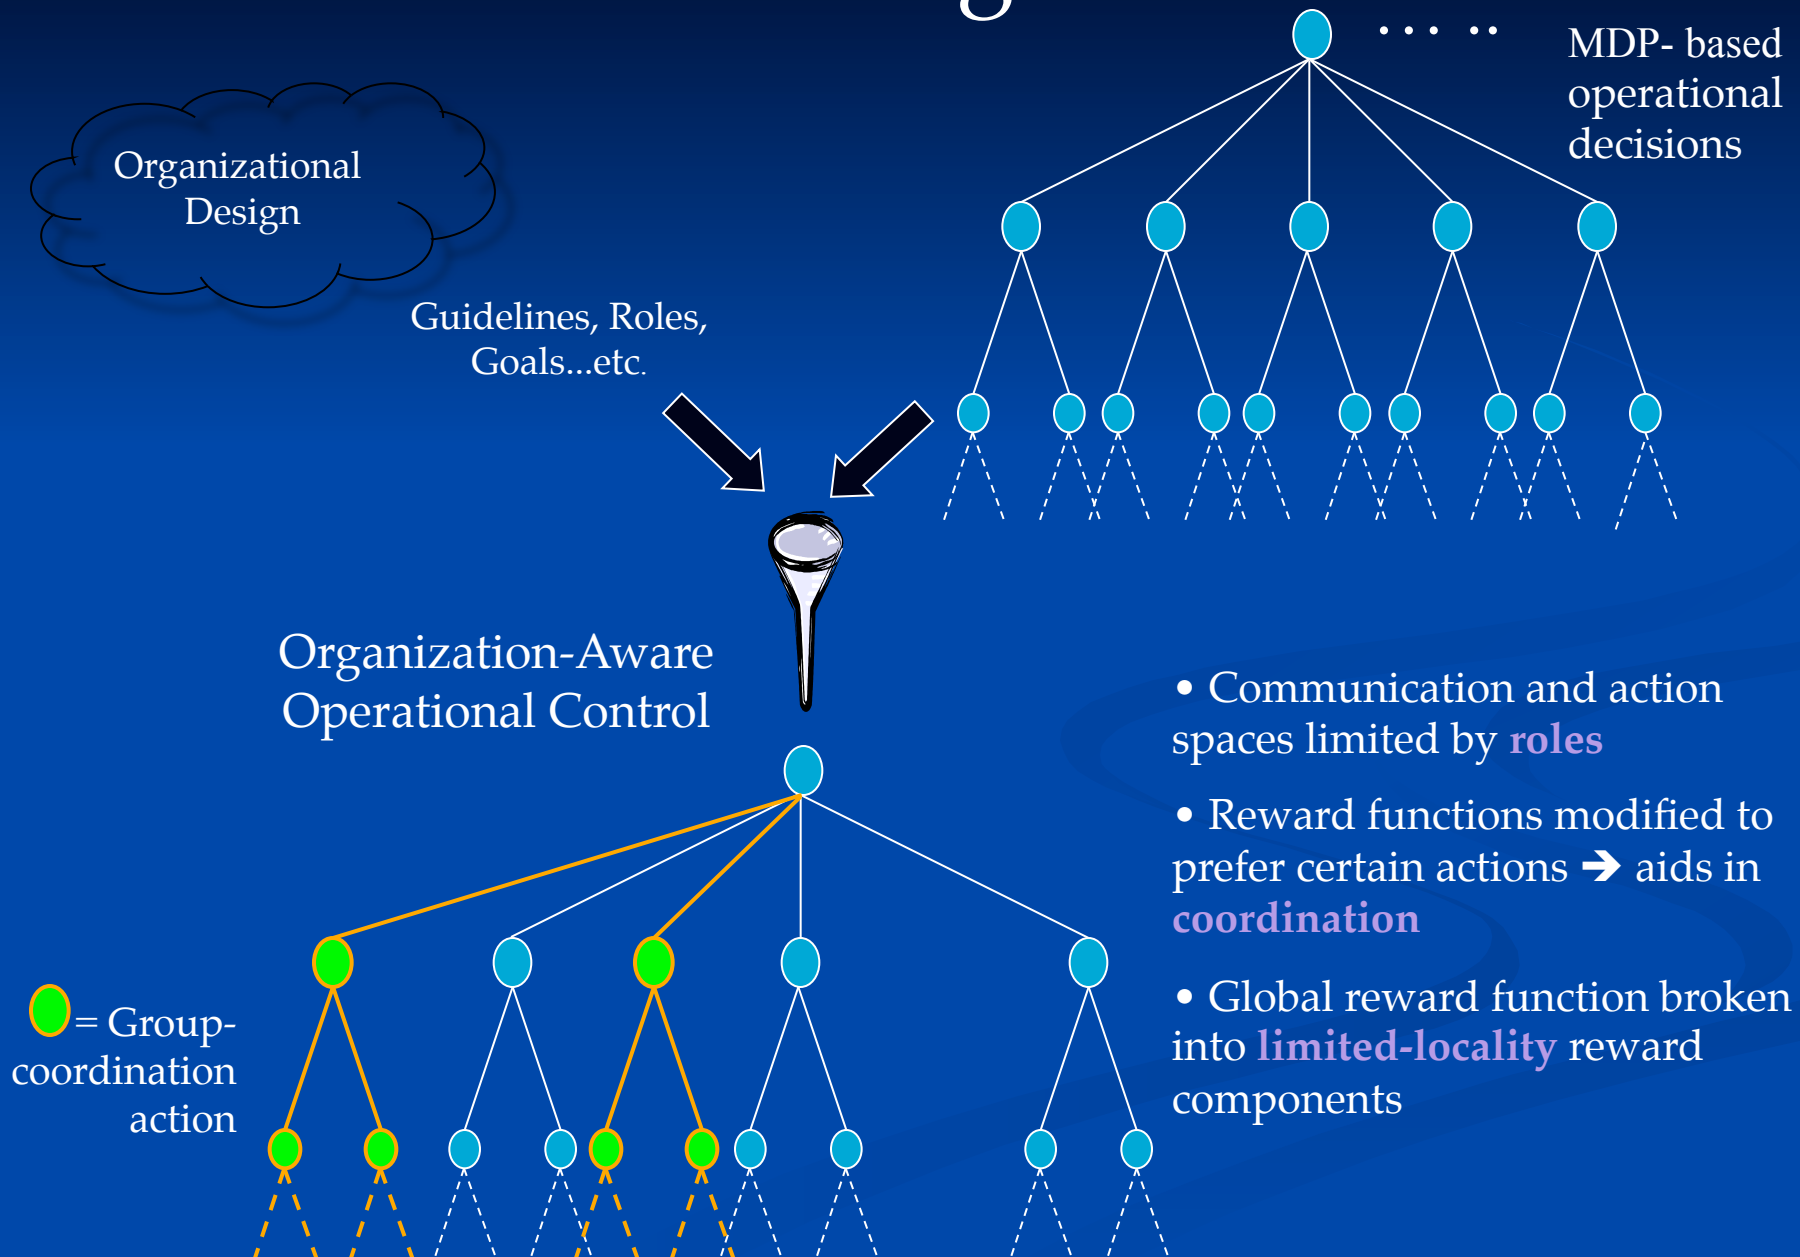 MDP- based
operational
decisions
Organizational
Design
Guidelines, Roles,
Goals...etc.
Organization-Aware
Operational Control
• Communication and action
spaces limited by roles
• Reward functions modified to
prefer certain actions ➔ aids in
coordination
• Global reward function broken
into limited-locality reward
components
= Group-
coordination
action